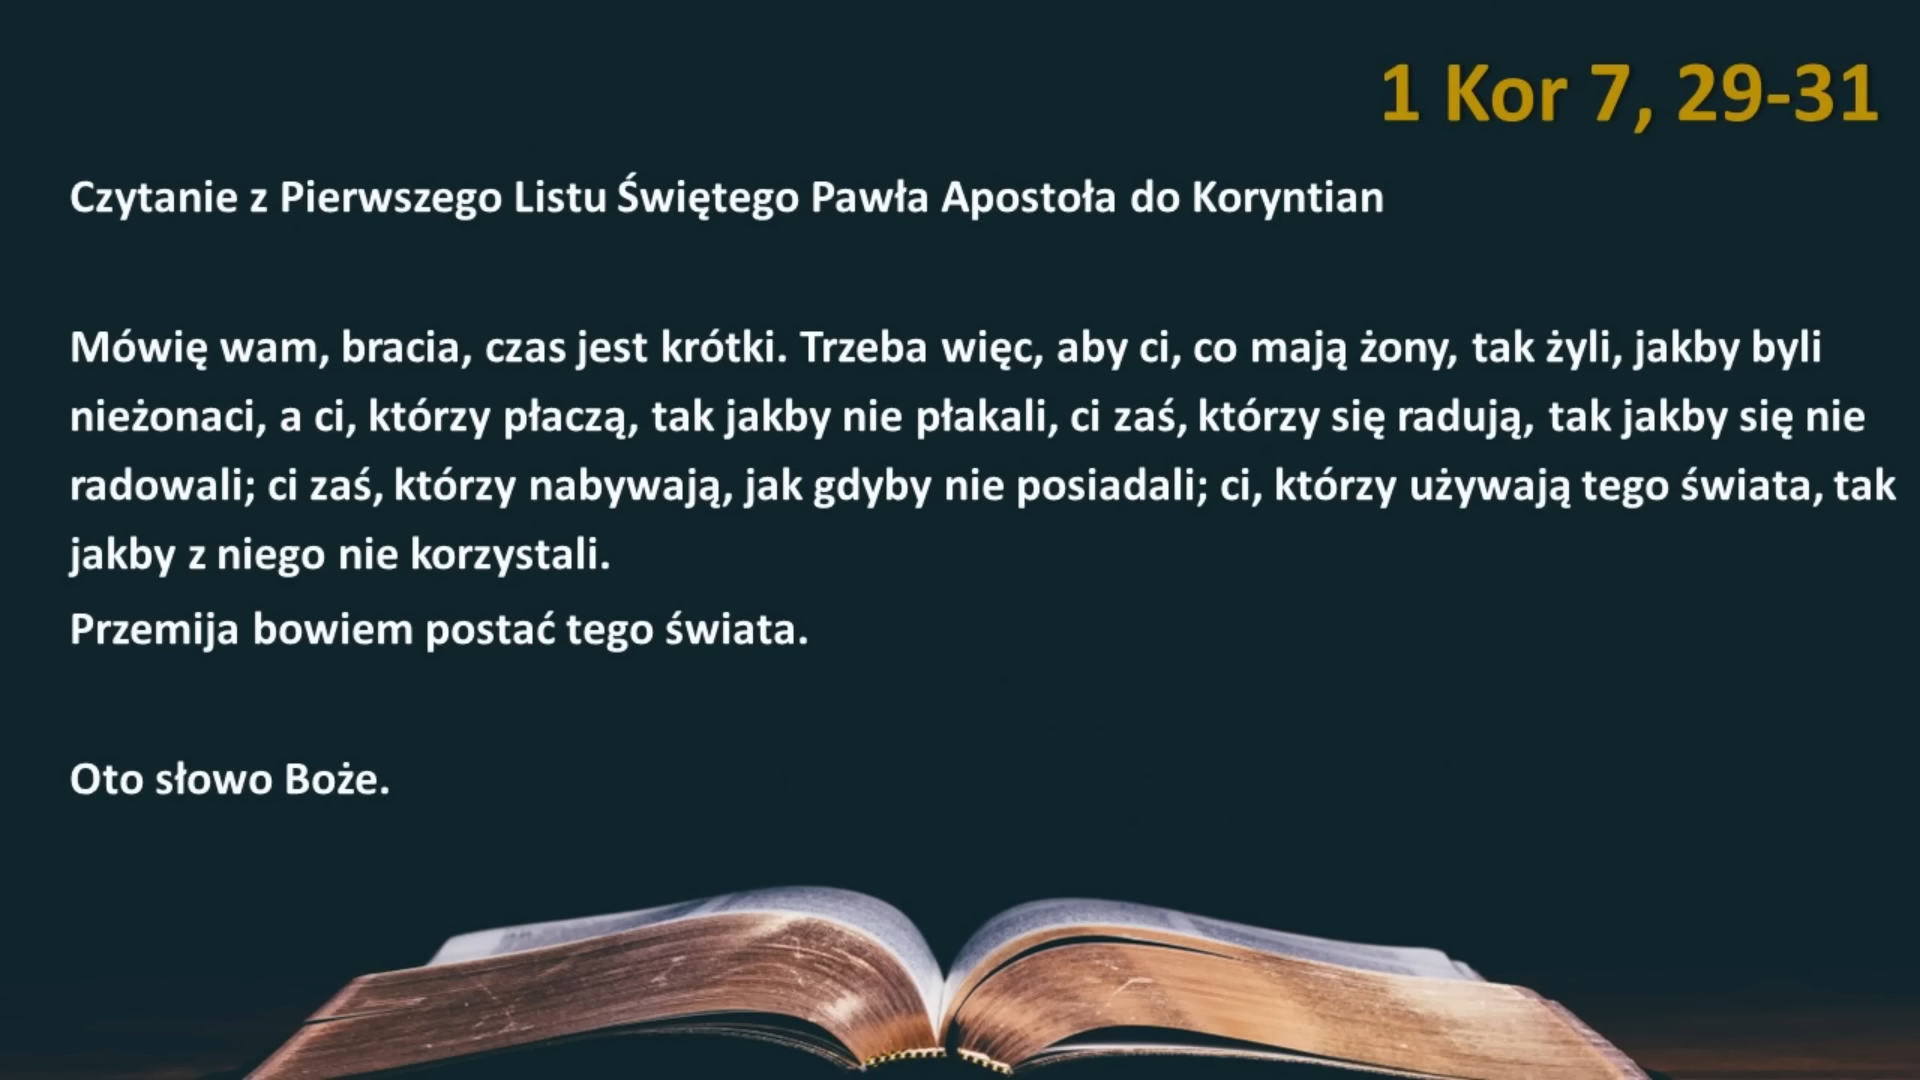 1 Kor 7, 29-31
Czytanie z Pierwszego Listu Świętego Pawła Apostoła do Koryntian
Mówię wam, bracia, czas jest krótki. Trzeba więc, aby ci, co mają żony, tak żyli, jakby byli
nieżonaci, a ci, którzy płaczą, tak jakby nie płakali, ci zaś, którzy się radują, tak jakby się nie
radowali; ci zaś, którzy nabywają, jak gdyby nie posiadali; ci, którzy używają tego świata, tak
jakby z niego nie korzystali.
Przemija bowiem postać tego świata.
Oto słowo Boże.